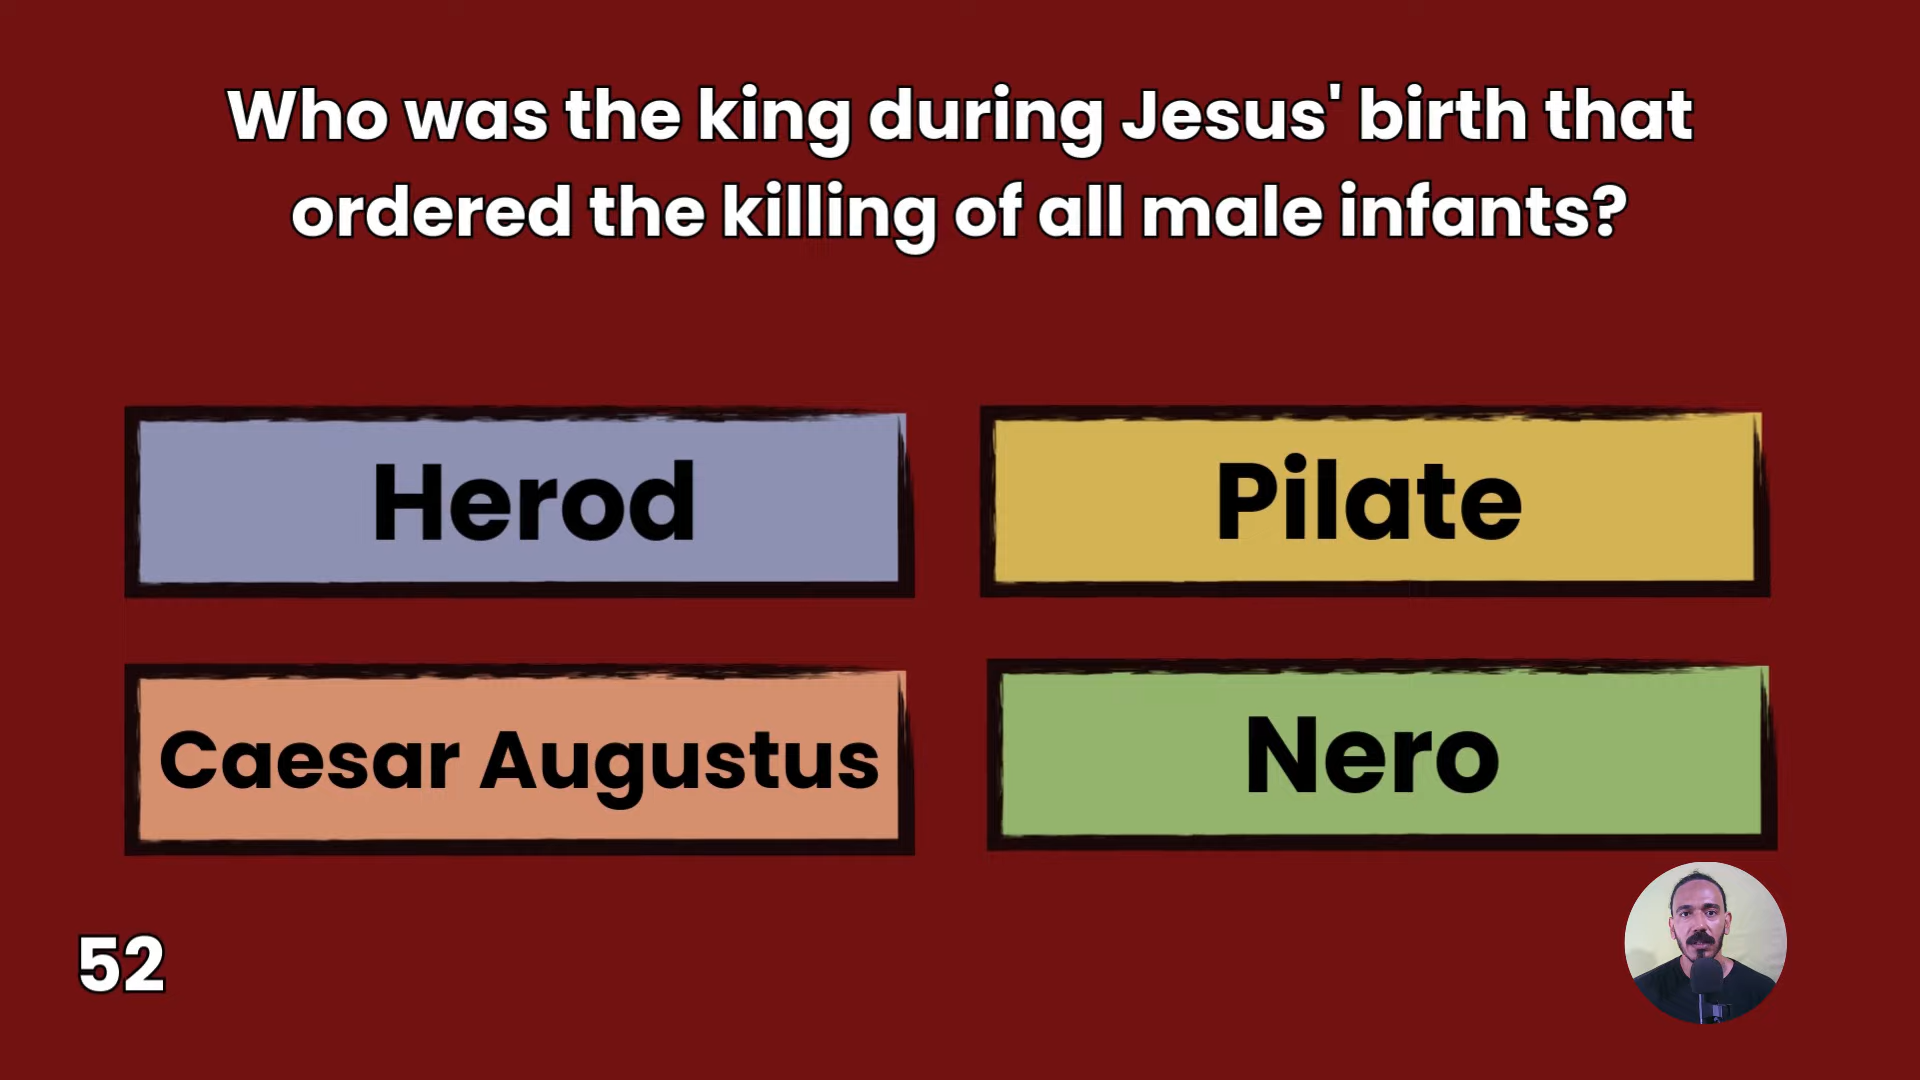 Who was the king during Jesus' birth that
ordered the killing of all male infants?
Herod
Pilate
Caesar Augustus
Nero
52